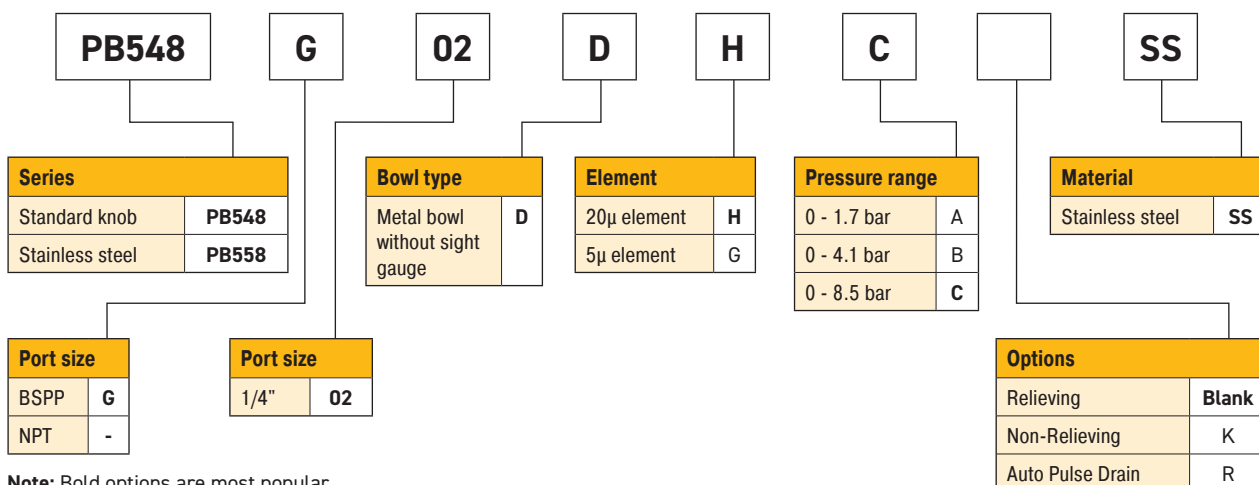 PB548 G 02 D H C SS
Series
Standard knob PB548
Stainless steel PB558
Bowl type
Metal bowl without sight gauge D
Element
20µ element H
5µ element G
Pressure range
0 - 1.7 bar A
0 - 4.1 bar B
0 - 8.5 bar C
Material
Stainless steel SS
Port size
BSPP G
NPT -
Port size
1/4" 02
Options
Relieving Blank
Non-Relieving K
Auto Pulse Drain R
Note: Bold options are most popular